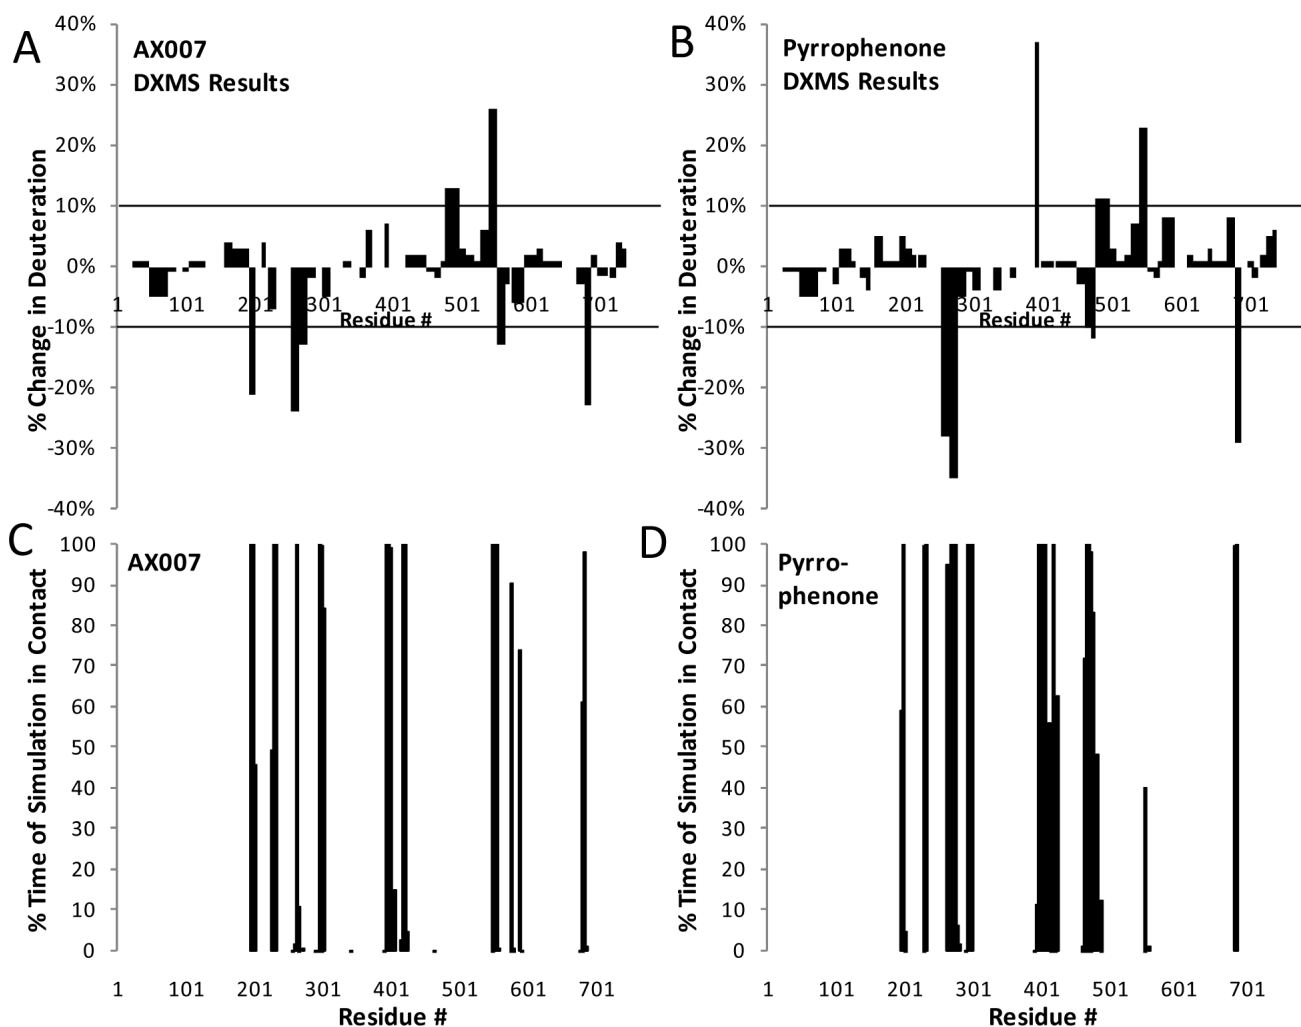 A
AX007
DXMS Results
% Change in Deuteration
40%
30%
20%
10%
0%
-10%
-20%
-30%
-40%
1 101 201 301 401 501 601 701
Residue #
B
Pyrrophenone
DXMS Results
% Change in Deuteration
40%
30%
20%
10%
0%
-10%
-20%
-30%
-40%
1 101 201 301 401 501 601 701
Residue #
C
AX007
% Time of Simulation in Contact
100
90
80
70
60
50
40
30
20
10
0
1 101 201 301 401 501 601 701
Residue #
D
Pyrro-
phenone
% Time of Simulation in Contact
100
90
80
70
60
50
40
30
20
10
0
1 101 201 301 401 501 601 701
Residue #